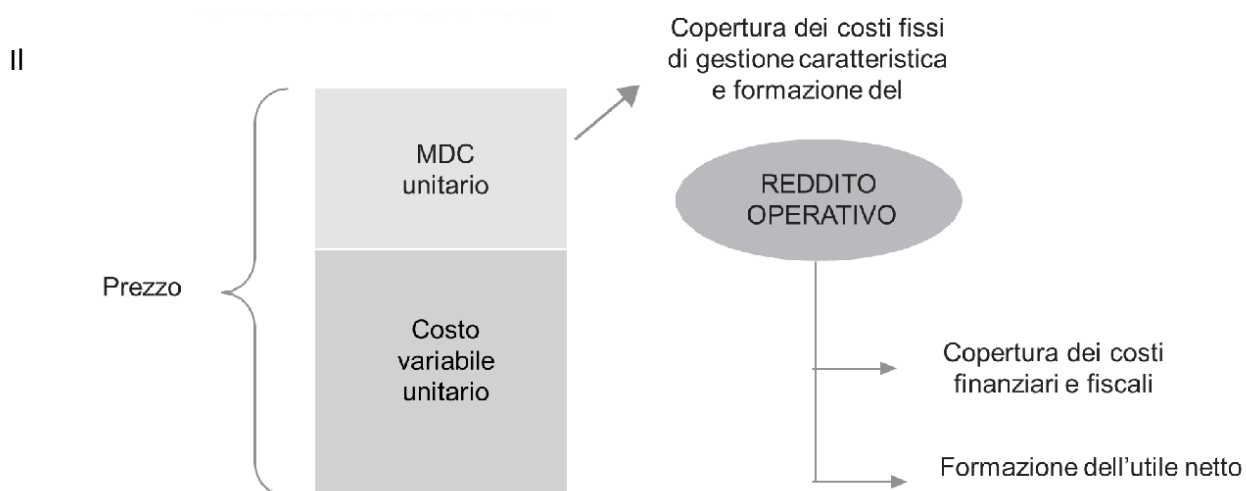 Il
Copertura dei costi fissi
di gestione caratteristica
e formazione del
MDC
unitario
REDDITO
OPERATIVO
Prezzo
Costo
variabile
unitario
Copertura dei costi
finanziari e fiscali
Formazione dell'utile netto